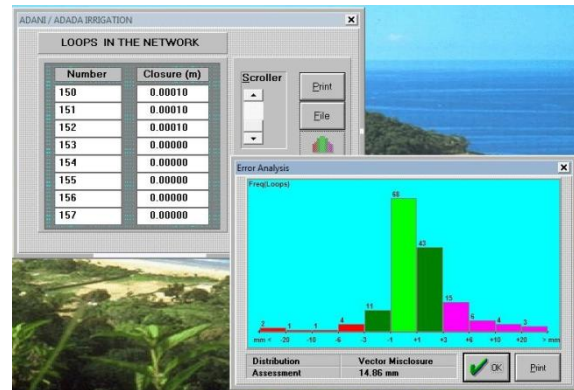 ADANI / ADADA IRRIGATION
LOOPS IN THE NETWORK
Number Closure (m)
150 0.00010
151 0.00010
152 0.00010
153 0.00000
154 0.00000
155 0.00000
156 0.00000
157 0.00000
Scroller
Print
File
Error Analysis
Freq(Loops)
68
43
15
11
6
4 4
2 1 1 3
mm < -20 -10 -6 -3 -1 +1 +3 +6 +10 +20 > mm
Distribution Vector Misclosure
Assessment 14.86 mm
OK
Print